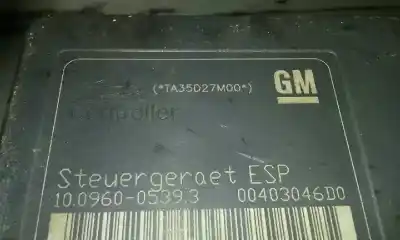 (*TA35D27M00*)
GM
Steuergeraet ESP
10.0960-0539.3 00403046D0